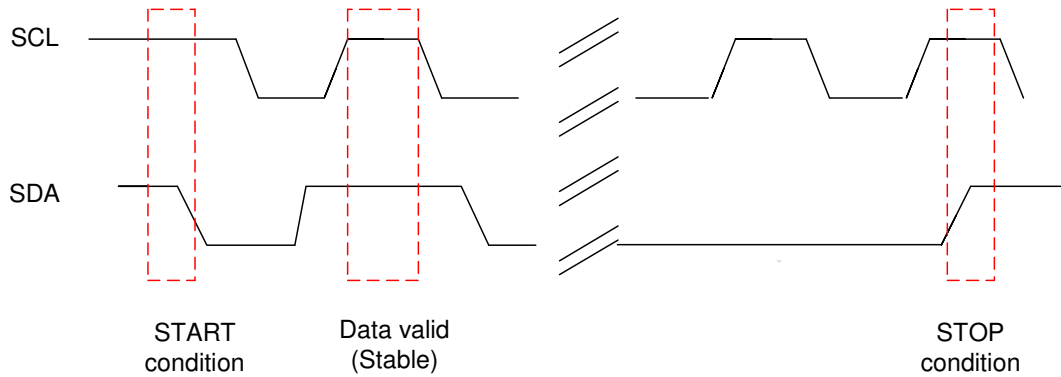 SCL
SDA
START
condition
Data valid
(Stable)
STOP
condition